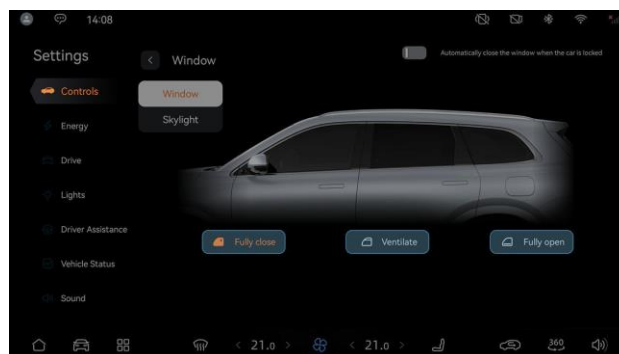 14:08
Settings
Window
Automatically close the window when the car is locked
Controls
Window
Energy
Skylight
Drive
Lights
Driver Assistance
Fully close
Ventilate
Fully open
Vehicle Status
Sound
21.0
21.0
360